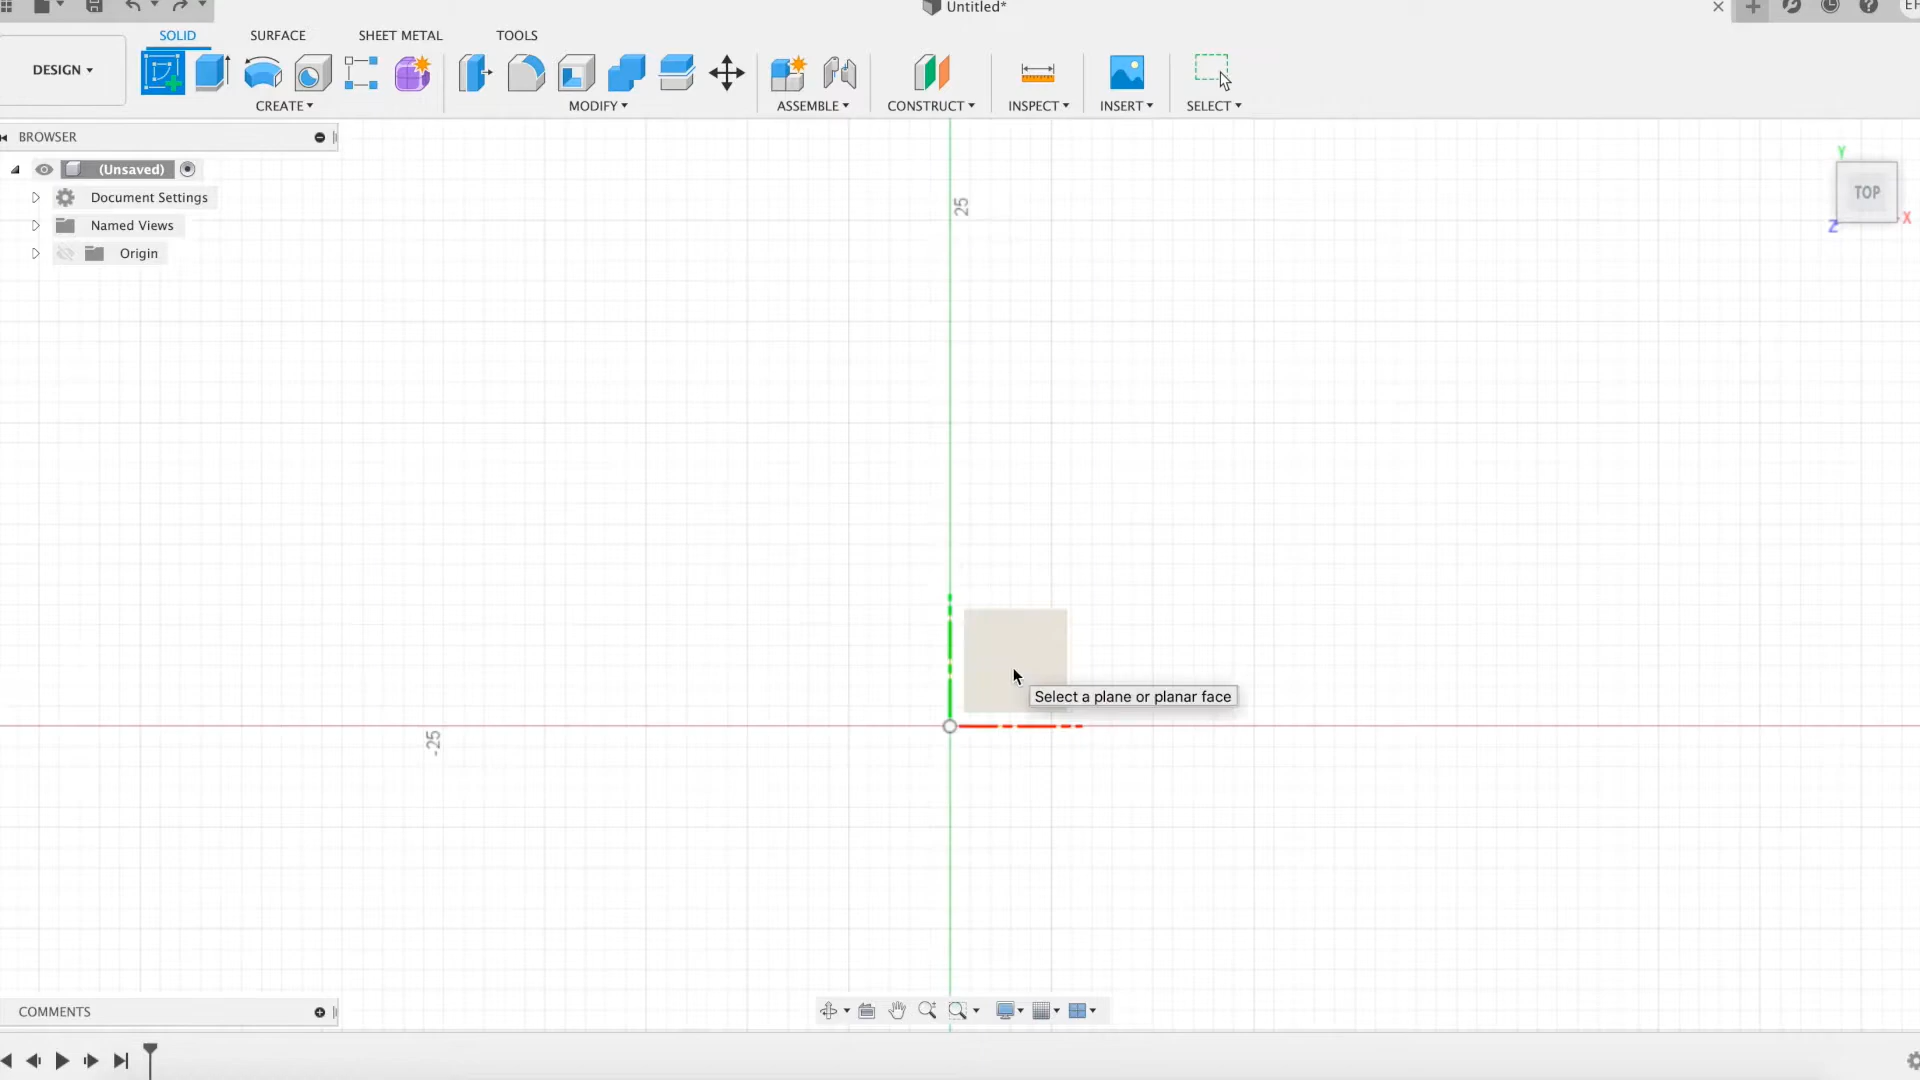 Untitled*
SOLID
SURFACE
SHEET METAL
TOOLS
DESIGN
CREATE
MODIFY
ASSEMBLE
CONSTRUCT
INSPECT
INSERT
SELECT
BROWSER
(Unsaved)
Document Settings
Named Views
Origin
25
Y
TOP
X
Z
Select a plane or planar face
-25
COMMENTS